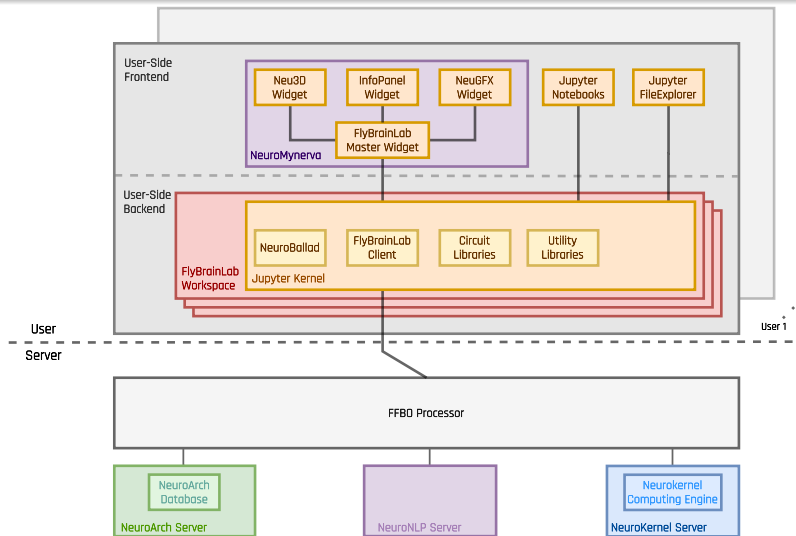 User-Side
Frontend
Neu3D
Widget
InfoPanel
Widget
NeuGFX
Widget
Jupyter
Notebooks
Jupyter
FileExplorer
FlyBrainLab
Master Widget
NeuroMynerva
User-Side
Backend
NeuroBallad
FlyBrainLab
Client
Circuit
Libraries
Utility
Libraries
FlyBrainLab
Workspace
Jupyter Kernel
User
User 1
Server
FFBO Processor
NeuroArch
Database
NeuroArch Server
NeuroNLP Server
Neurokernel
Computing Engine
NeuroKernel Server